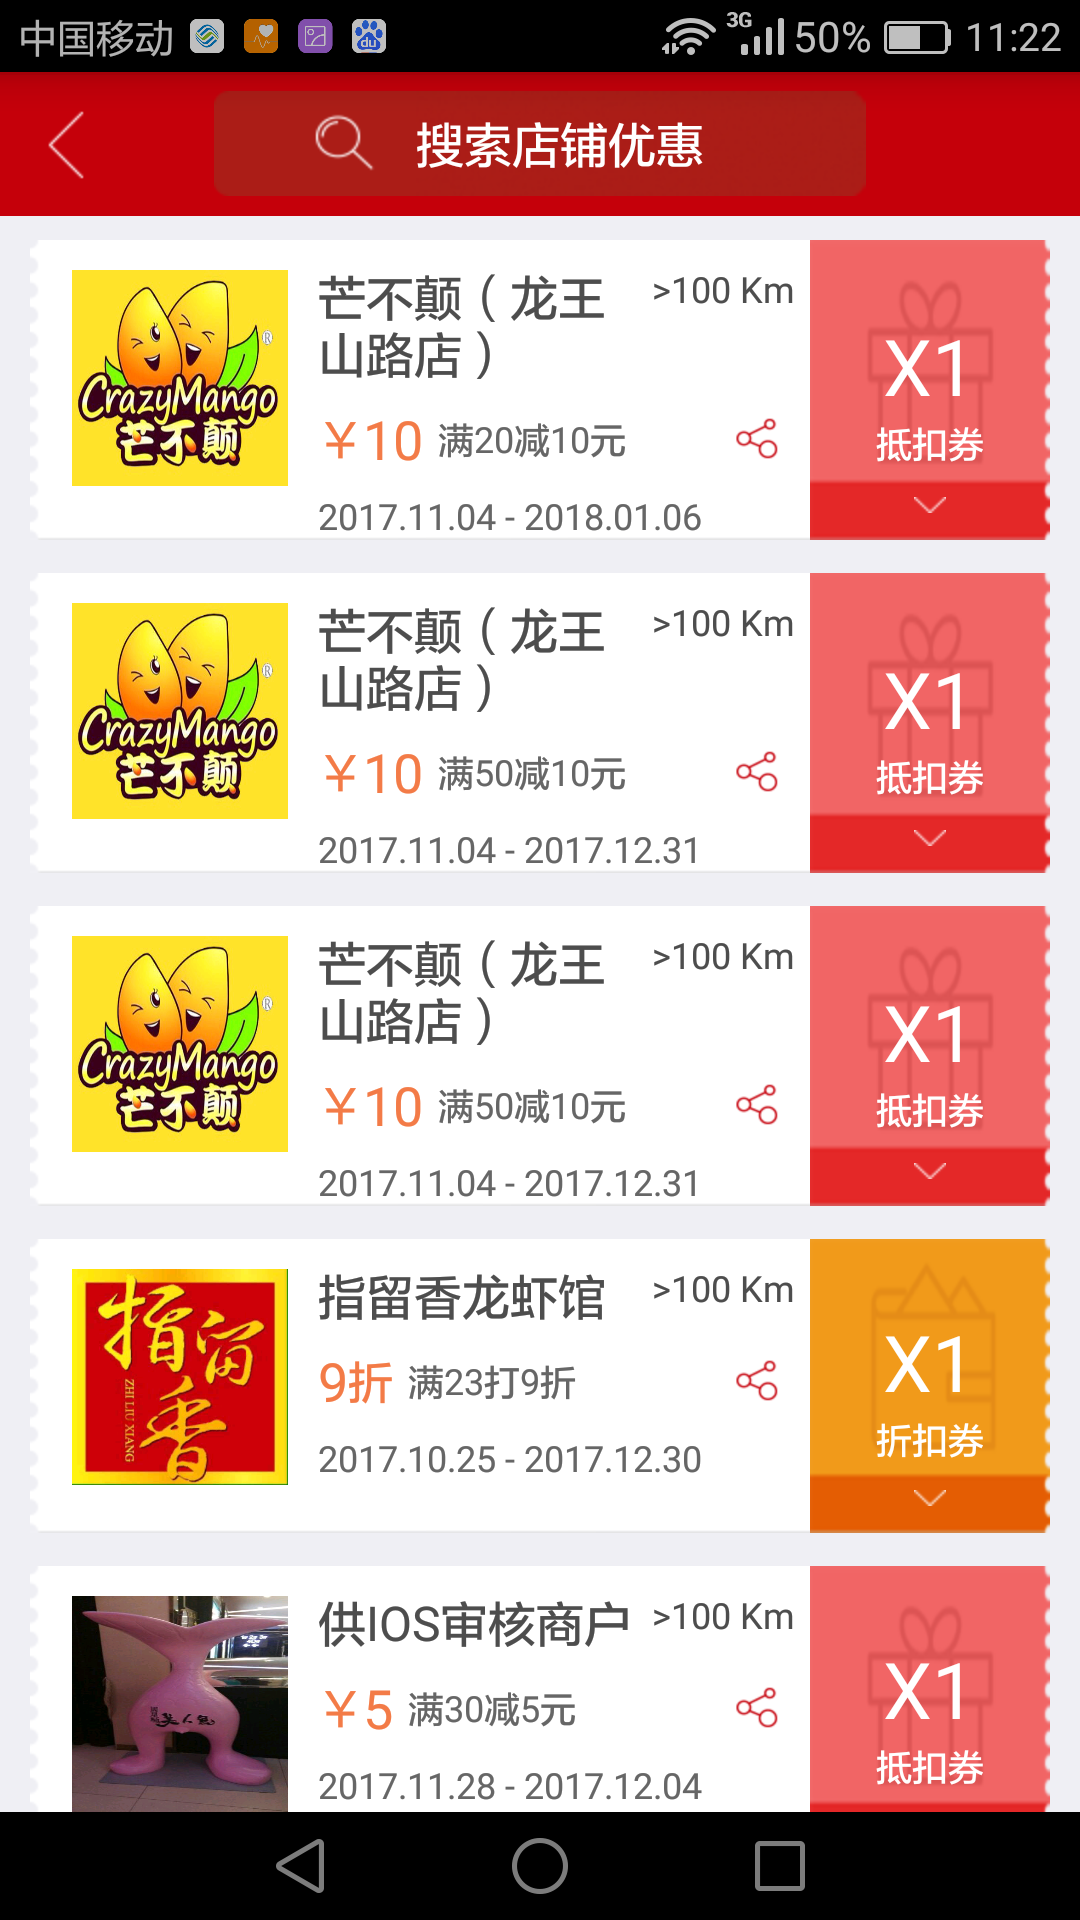 中国移动 du 3G 50% 11:22
搜索店铺优惠
芒不颠（龙王
山路店）
>100 Km
¥10 满20减10元
2017.11.04 - 2018.01.06
X1
抵扣券
CrazyMango
芒不颠
®
芒不颠（龙王
山路店）
>100 Km
¥10 满50减10元
2017.11.04 - 2017.12.31
X1
抵扣券
CrazyMango
芒不颠
®
芒不颠（龙王
山路店）
>100 Km
¥10 满50减10元
2017.11.04 - 2017.12.31
X1
抵扣券
CrazyMango
芒不颠
®
指留香龙虾馆
>100 Km
9折 满23打9折
2017.10.25 - 2017.12.30
X1
折扣券
指留香
ZHI LIU XIANG
供IOS审核商户
>100 Km
¥5 满30减5元
2017.11.28 - 2017.12.04
X1
抵扣券